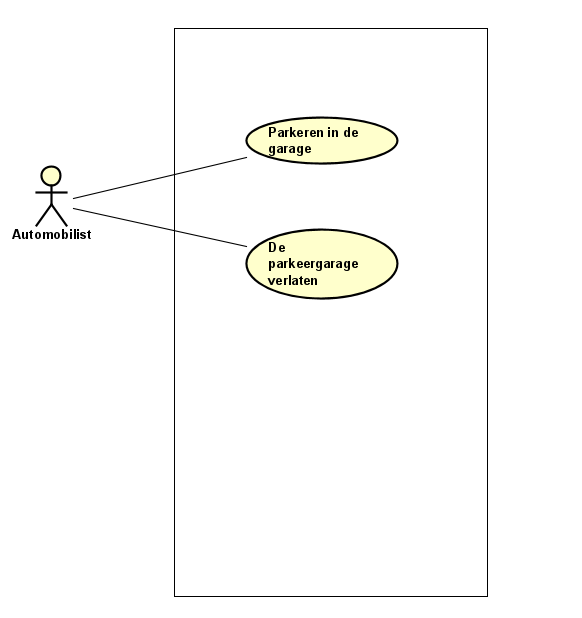 Parkeren in de
garage
Automobilist
De
parkeergarage
verlaten